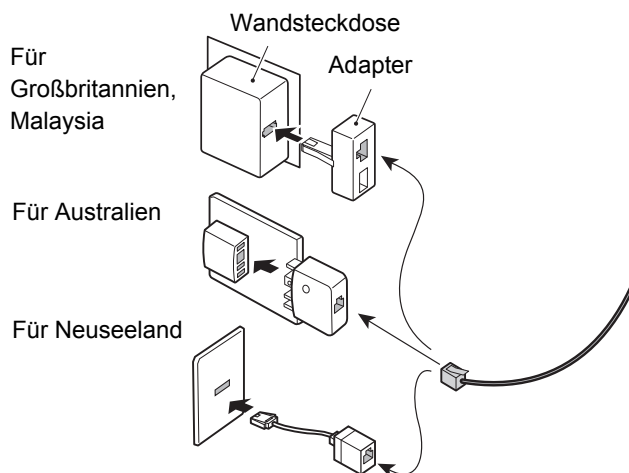 Wandsteckdose
Für
Großbritannien,
Malaysia
Adapter
Für Australien
Für Neuseeland